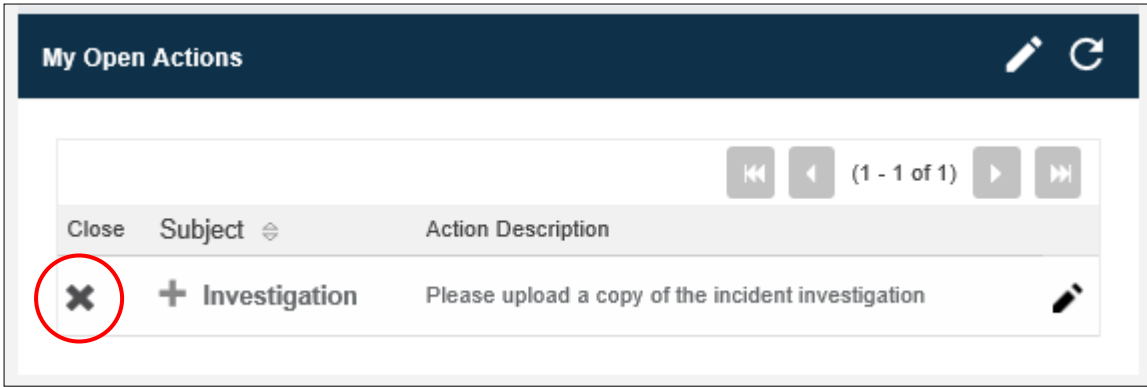 My Open Actions
(1 - 1 of 1)
Close Subject Action Description
Investigation Please upload a copy of the incident investigation